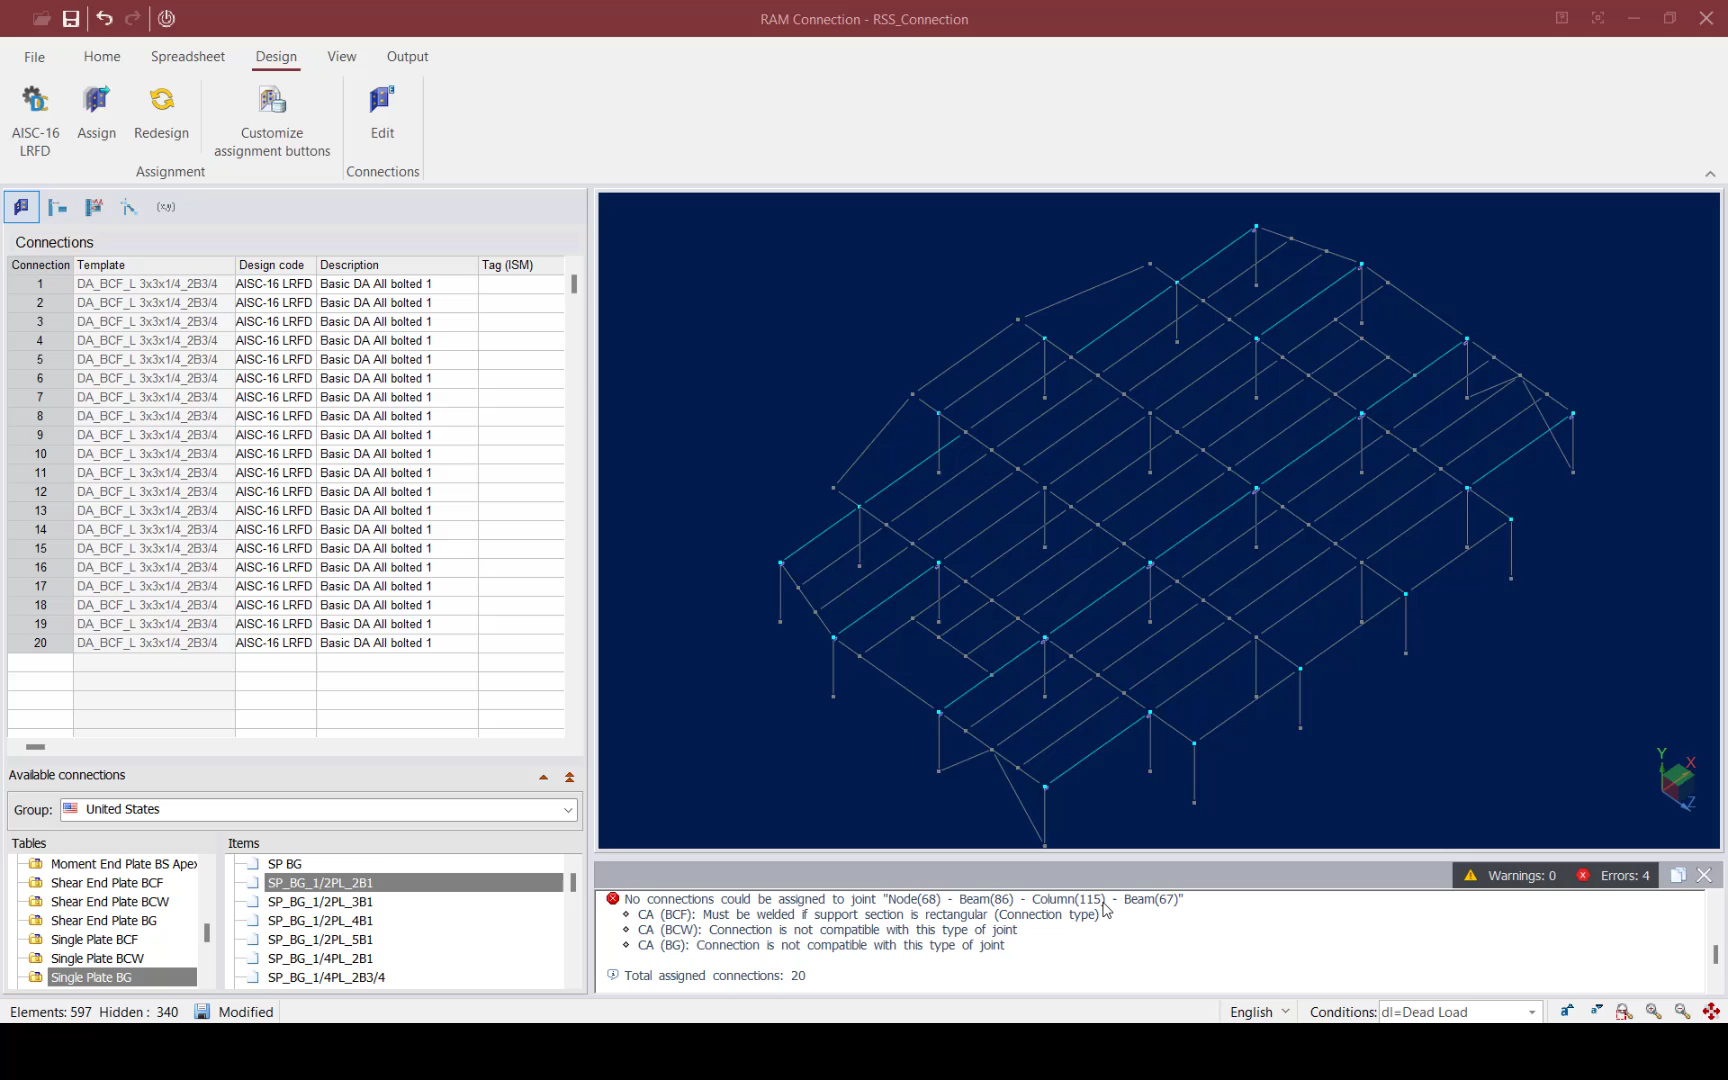 RAM Connection - RSS_Connection
File Home Spreadsheet Design View Output
AISC-16 LRFD
Assign
Redesign
Customize assignment buttons
Edit
Assignment
Connections
(x,y)
Connections
Connection Template Design code Description Tag (ISM)
1 DA_BCF_L 3x3x1/4_2B3/4 AISC-16 LRFD Basic DA All bolted 1
2 DA_BCF_L 3x3x1/4_2B3/4 AISC-16 LRFD Basic DA All bolted 1
3 DA_BCF_L 3x3x1/4_2B3/4 AISC-16 LRFD Basic DA All bolted 1
4 DA_BCF_L 3x3x1/4_2B3/4 AISC-16 LRFD Basic DA All bolted 1
5 DA_BCF_L 3x3x1/4_2B3/4 AISC-16 LRFD Basic DA All bolted 1
6 DA_BCF_L 3x3x1/4_2B3/4 AISC-16 LRFD Basic DA All bolted 1
7 DA_BCF_L 3x3x1/4_2B3/4 AISC-16 LRFD Basic DA All bolted 1
8 DA_BCF_L 3x3x1/4_2B3/4 AISC-16 LRFD Basic DA All bolted 1
9 DA_BCF_L 3x3x1/4_2B3/4 AISC-16 LRFD Basic DA All bolted 1
10 DA_BCF_L 3x3x1/4_2B3/4 AISC-16 LRFD Basic DA All bolted 1
11 DA_BCF_L 3x3x1/4_2B3/4 AISC-16 LRFD Basic DA All bolted 1
12 DA_BCF_L 3x3x1/4_2B3/4 AISC-16 LRFD Basic DA All bolted 1
13 DA_BCF_L 3x3x1/4_2B3/4 AISC-16 LRFD Basic DA All bolted 1
14 DA_BCF_L 3x3x1/4_2B3/4 AISC-16 LRFD Basic DA All bolted 1
15 DA_BCF_L 3x3x1/4_2B3/4 AISC-16 LRFD Basic DA All bolted 1
16 DA_BCF_L 3x3x1/4_2B3/4 AISC-16 LRFD Basic DA All bolted 1
17 DA_BCF_L 3x3x1/4_2B3/4 AISC-16 LRFD Basic DA All bolted 1
18 DA_BCF_L 3x3x1/4_2B3/4 AISC-16 LRFD Basic DA All bolted 1
19 DA_BCF_L 3x3x1/4_2B3/4 AISC-16 LRFD Basic DA All bolted 1
20 DA_BCF_L 3x3x1/4_2B3/4 AISC-16 LRFD Basic DA All bolted 1
Available connections
Group: United States
Tables
Moment End Plate BS Apex
Shear End Plate BCF
Shear End Plate BCW
Shear End Plate BG
Single Plate BCF
Single Plate BCW
Single Plate BG
Items
SP BG
SP_BG_1/2PL_2B1
SP_BG_1/2PL_3B1
SP_BG_1/2PL_4B1
SP_BG_1/2PL_5B1
SP_BG_1/4PL_2B1
SP_BG_1/4PL_2B3/4
Y
X
Z
Warnings: 0 Errors: 4
No connections could be assigned to joint "Node(68) - Beam(86) - Column(115) - Beam(67)"
CA (BCF): Must be welded if support section is rectangular (Connection type)
CA (BCW): Connection is not compatible with this type of joint
CA (BG): Connection is not compatible with this type of joint
Total assigned connections: 20
Elements: 597 Hidden : 340 Modified English Conditions: dl=Dead Load